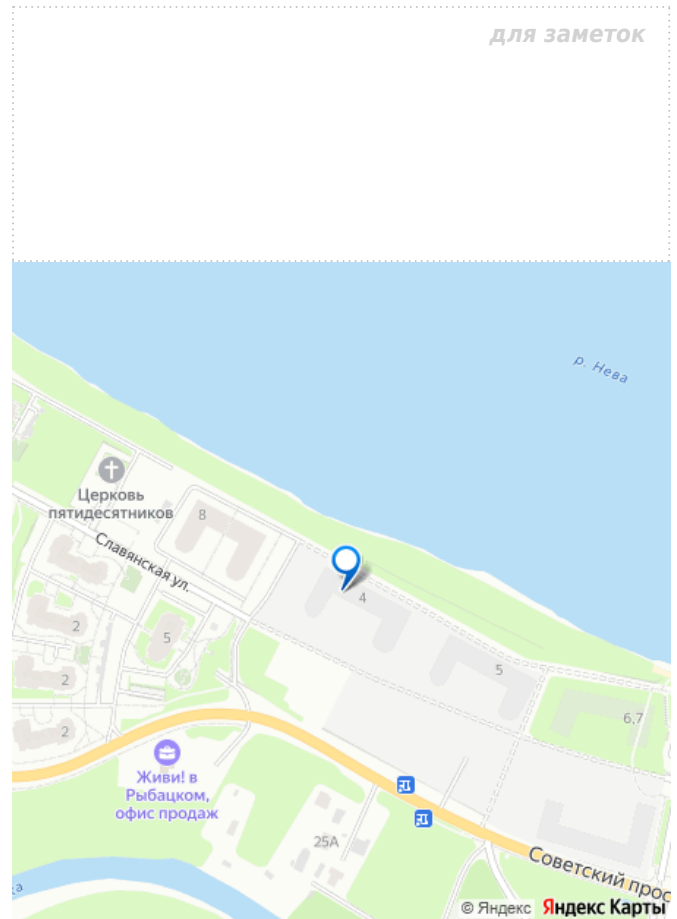 для заметок
р. Нева
Церковь
пятидесятников
8
Славянская ул.
4
2
5
5
2
6,7
2
Живи! в
Рыбацком,
офис продаж
25А
Советский прос
© Яндекс Яндекс Карты